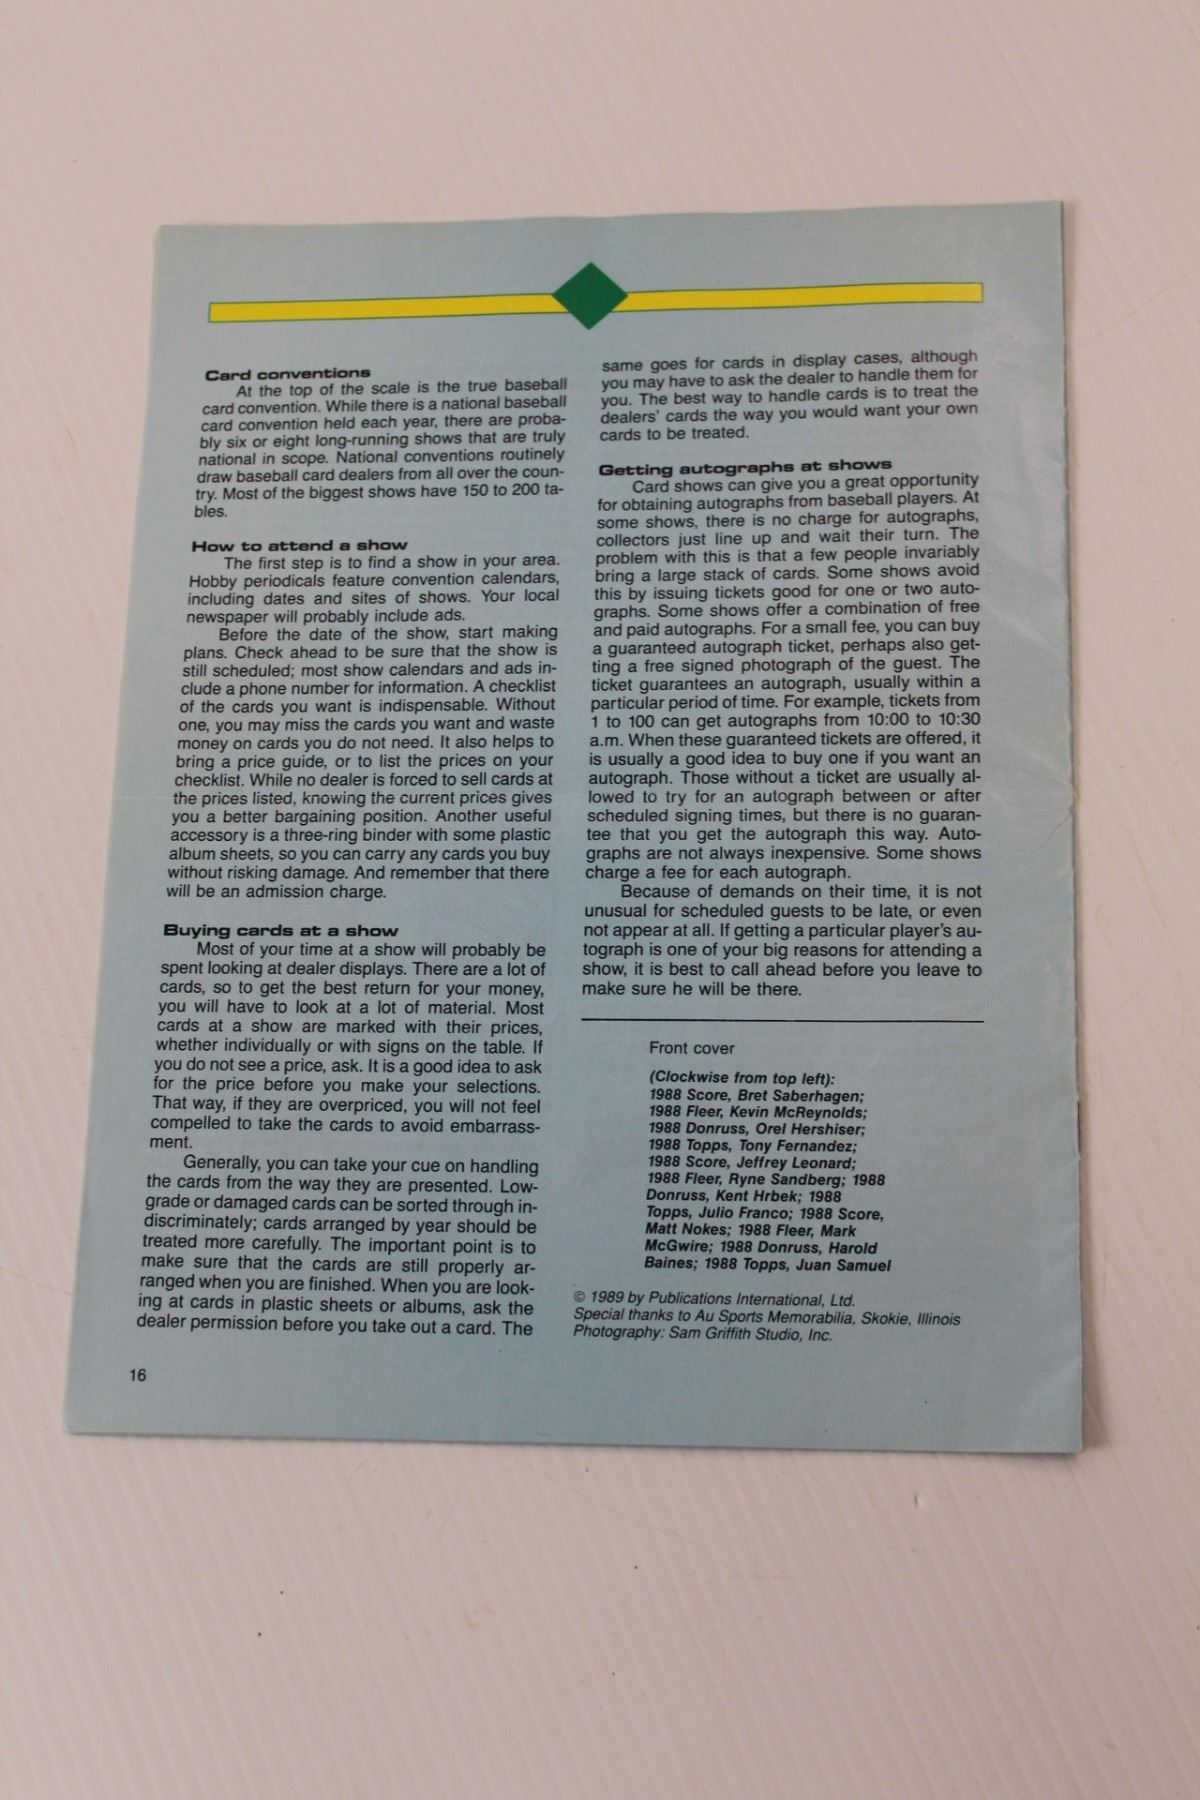 Card conventions
At the top of the scale is the true baseball
card convention. While there is a national baseball
card convention held each year, there are proba-
bly six or eight long-running shows that are truly
national in scope. National conventions routinely
draw baseball card dealers from all over the coun-
try. Most of the biggest shows have 150 to 200 ta-
bles.
How to attend a show
The first step is to find a show in your area.
Hobby periodicals feature convention calendars,
including dates and sites of shows. Your local
newspaper will probably include ads.
Before the date of the show, start making
plans. Check ahead to be sure that the show is
still scheduled; most show calendars and ads in-
clude a phone number for information. A checklist
of the cards you want is indispensable. Without
one, you may miss the cards you want and waste
money on cards you do not need. It also helps to
bring a price guide, or to list the prices on your
checklist. While no dealer is forced to sell cards at
the prices listed, knowing the current prices gives
you a better bargaining position. Another useful
accessory is a three-ring binder with some plastic
album sheets, so you can carry any cards you buy
without risking damage. And remember that there
will be an admission charge.
Buying cards at a show
Most of your time at a show will probably be
spent looking at dealer displays. There are a lot of
cards, so to get the best return for your money,
you will have to look at a lot of material. Most
cards at a show are marked with their prices,
whether individually or with signs on the table. If
you do not see a price, ask. It is a good idea to ask
for the price before you make your selections.
That way, if they are overpriced, you will not feel
compelled to take the cards to avoid embarrass-
ment.
Generally, you can take your cue on handling
the cards from the way they are presented. Low-
grade or damaged cards can be sorted through in-
discriminately; cards arranged by year should be
treated more carefully. The important point is to
make sure that the cards are still properly ar-
ranged when you are finished. When you are look-
ing at cards in plastic sheets or albums, ask the
dealer permission before you take out a card. The
same goes for cards in display cases, although
you may have to ask the dealer to handle them for
you. The best way to handle cards is to treat the
dealers' cards the way you would want your own
cards to be treated.
Getting autographs at shows
Card shows can give you a great opportunity
for obtaining autographs from baseball players. At
some shows, there is no charge for autographs,
collectors just line up and wait their turn. The
problem with this is that a few people invariably
bring a large stack of cards. Some shows avoid
this by issuing tickets good for one or two auto-
graphs. Some shows offer a combination of free
and paid autographs. For a small fee, you can buy
a guaranteed autograph ticket, perhaps also get-
ting a free signed photograph of the guest. The
ticket guarantees an autograph, usually within a
particular period of time. For example, tickets from
1 to 100 can get autographs from 10:00 to 10:30
a.m. When these guaranteed tickets are offered, it
is usually a good idea to buy one if you want an
autograph. Those without a ticket are usually al-
lowed to try for an autograph between or after
scheduled signing times, but there is no guaran-
tee that you get the autograph this way. Auto-
graphs are not always inexpensive. Some shows
charge a fee for each autograph.
Because of demands on their time, it is not
unusual for scheduled guests to be late, or even
not appear at all. If getting a particular player's au-
tograph is one of your big reasons for attending a
show, it is best to call ahead before you leave to
make sure he will be there.
Front cover
(Clockwise from top left):
1988 Score, Bret Saberhagen;
1988 Fleer, Kevin McReynolds;
1988 Donruss, Orel Hershiser;
1988 Topps, Tony Fernandez;
1988 Score, Jeffrey Leonard;
1988 Fleer, Ryne Sandberg; 1988
Donruss, Kent Hrbek; 1988
Topps, Julio Franco; 1988 Score,
Matt Nokes; 1988 Fleer, Mark
McGwire; 1988 Donruss, Harold
Baines; 1988 Topps, Juan Samuel
© 1989 by Publications International, Ltd.
Special thanks to Au Sports Memorabilia, Skokie, Illinois
Photography: Sam Griffith Studio, Inc.
16